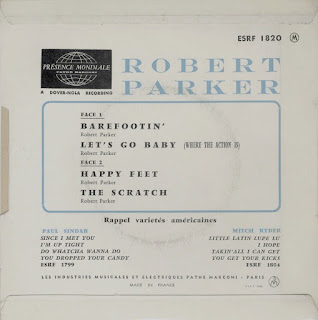 ESRF 1820 M
PRÉSENCE MONDIALE
PATHÉ MARCONI
A DOVER-NOLA RECORDING
ROBERT
PARKER
FACE 1
BAREFOOTIN'
Robert Parker
LET'S GO BABY (WHERE THE ACTION IS)
Robert Parker
FACE 2
HAPPY FEET
Robert Parker
THE SCRATCH
Robert Parker
Rappel varietés américaines
PAUL SINDAB
SINCE I MET YOU
I'M UP TIGHT
DO WHATCHA WANNA DO
YOU DROPPED YOUR CANDY
ESRF 1799
MITCH RYDER
LITTLE LATIN LUPE LU
I HOPE
TAKIN'ALL I CAN GET
YOU GET YOUR KICKS
ESRF 1804
LES INDUSTRIES MUSICALES ET ELECTRIQUES PATHE MARCONI - PARIS
MADE IN FRANCE